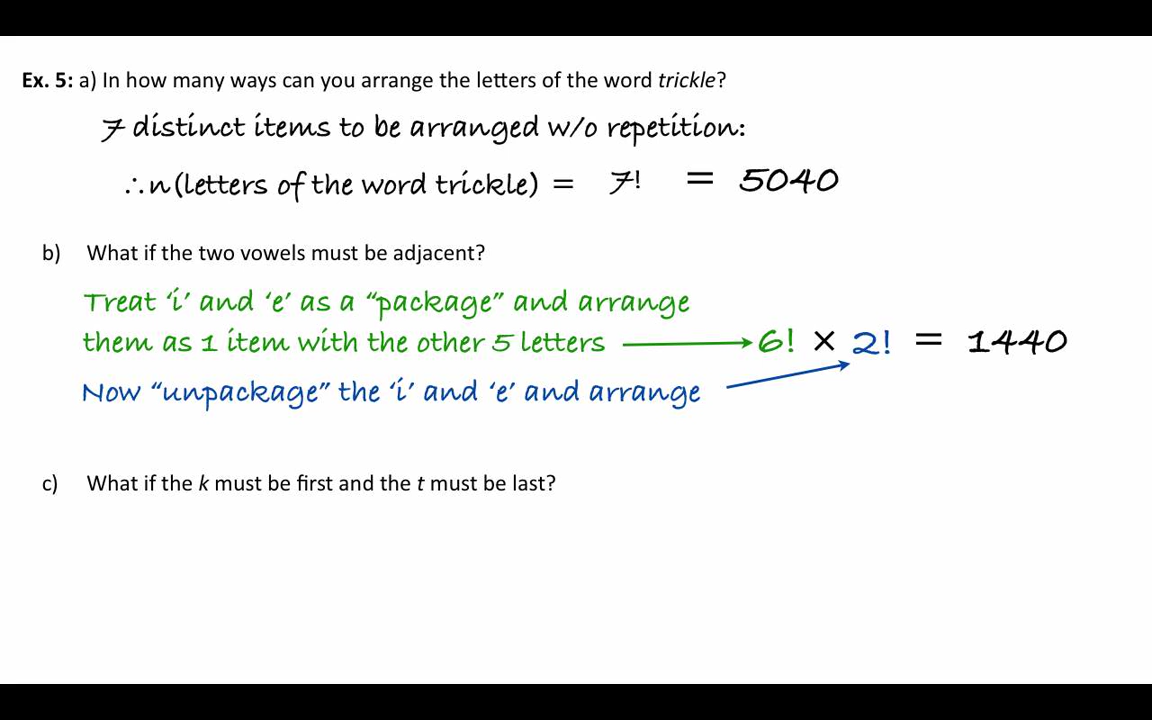 Ex. 5: a) In how many ways can you arrange the letters of the word trickle?
7 distinct items to be arranged w/o repetition:
∴ n(letters of the word trickle) = 7! = 5040
b) What if the two vowels must be adjacent?
Treat 'i' and 'e' as a "package" and arrange
them as 1 item with the other 5 letters 6! × 2! = 1440
Now "unpackage" the 'i' and 'e' and arrange
c) What if the k must be first and the t must be last?